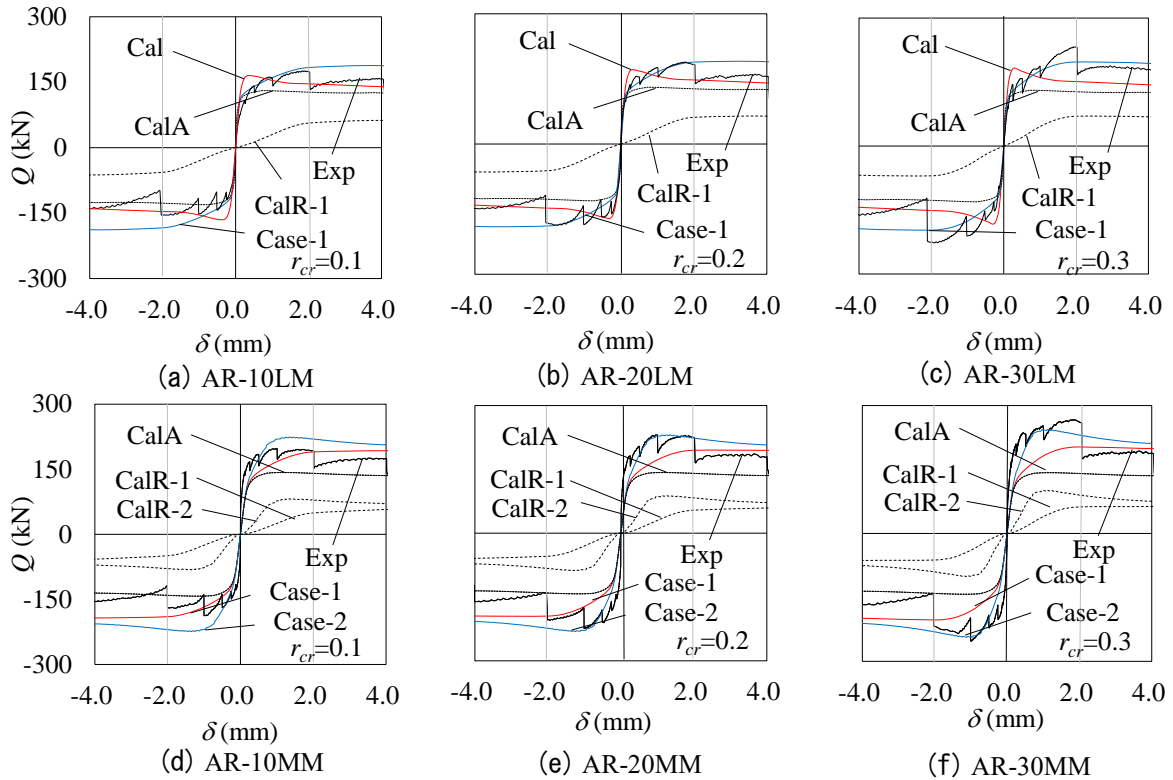 300
150
0
-150
-300
Q (kN)
Cal
CalA
Exp
CalR-1
Case-1
r_cr=0.1
-4.0 -2.0 0.0 2.0 4.0
δ (mm)
(a) AR-10LM
Cal
CalA
Exp
CalR-1
Case-1
r_cr=0.2
-4.0 -2.0 0.0 2.0 4.0
δ (mm)
(b) AR-20LM
Cal
CalA
Exp
CalR-1
Case-1
r_cr=0.3
-4.0 -2.0 0.0 2.0 4.0
δ (mm)
(c) AR-30LM
300
150
0
-150
-300
Q (kN)
CalA
CalR-1
CalR-2
Exp
Case-1
Case-2
r_cr=0.1
-4.0 -2.0 0.0 2.0 4.0
δ (mm)
(d) AR-10MM
CalA
CalR-1
CalR-2
Exp
Case-1
Case-2
r_cr=0.2
-4.0 -2.0 0.0 2.0 4.0
δ (mm)
(e) AR-20MM
CalA
CalR-1
CalR-2
Exp
Case-1
Case-2
r_cr=0.3
-4.0 -2.0 0.0 2.0 4.0
δ (mm)
(f) AR-30MM